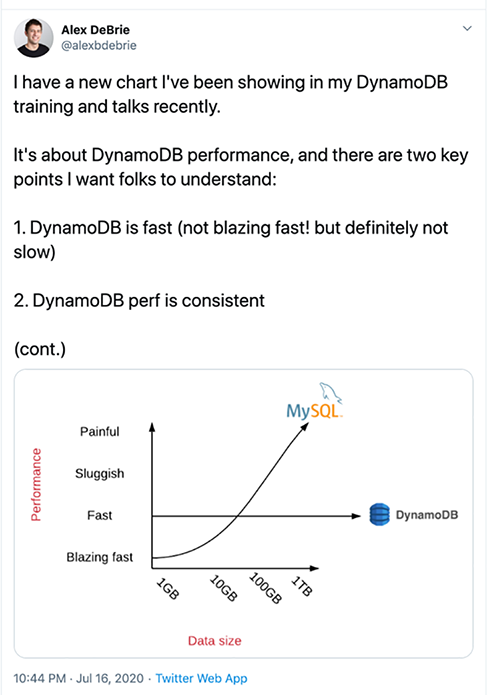 Alex DeBrie
@alexbdebrie
I have a new chart I've been showing in my DynamoDB
training and talks recently.
It's about DynamoDB performance, and there are two key
points I want folks to understand:
1. DynamoDB is fast (not blazing fast! but definitely not
slow)
2. DynamoDB perf is consistent
(cont.)
MySQL
Painful
Sluggish
Fast
Blazing fast
Performance
DynamoDB
1GB
10GB
100GB
1TB
Data size
10:44 PM · Jul 16, 2020 · Twitter Web App